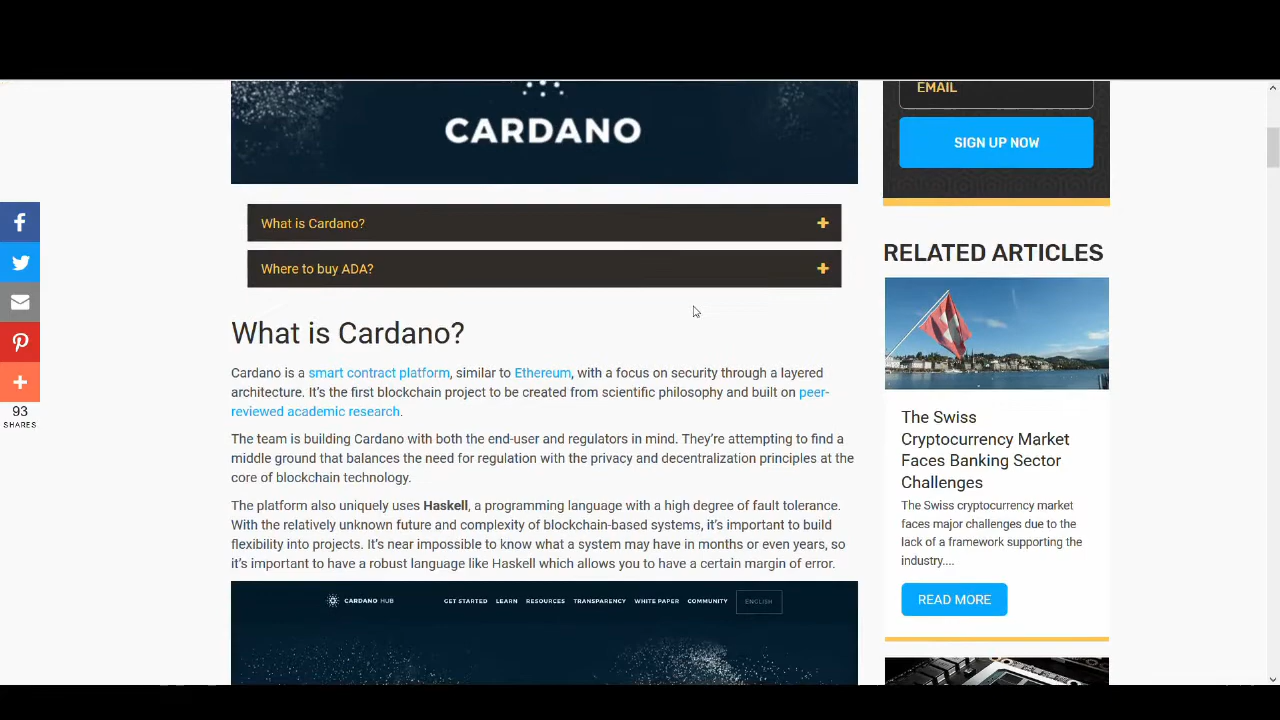 CARDANO
What is Cardano?
Where to buy ADA?
What is Cardano?
Cardano is a smart contract platform, similar to Ethereum, with a focus on security through a layered
architecture. It's the first blockchain project to be created from scientific philosophy and built on peer-
reviewed academic research.
The team is building Cardano with both the end-user and regulators in mind. They're attempting to find a
middle ground that balances the need for regulation with the privacy and decentralization principles at the
core of blockchain technology.
The platform also uniquely uses Haskell, a programming language with a high degree of fault tolerance.
With the relatively unknown future and complexity of blockchain-based systems, it's important to build
flexibility into projects. It's near impossible to know what a system may have in months or even years, so
it's important to have a robust language like Haskell which allows you to have a certain margin of error.
CARDANO HUB
GET STARTED LEARN RESOURCES TRANSPARENCY WHITE PAPER COMMUNITY ENGLISH
93
SHARES
EMAIL
SIGN UP NOW
RELATED ARTICLES
The Swiss
Cryptocurrency Market
Faces Banking Sector
Challenges
The Swiss cryptocurrency market
faces major challenges due to the
lack of a framework supporting the
industry....
READ MORE